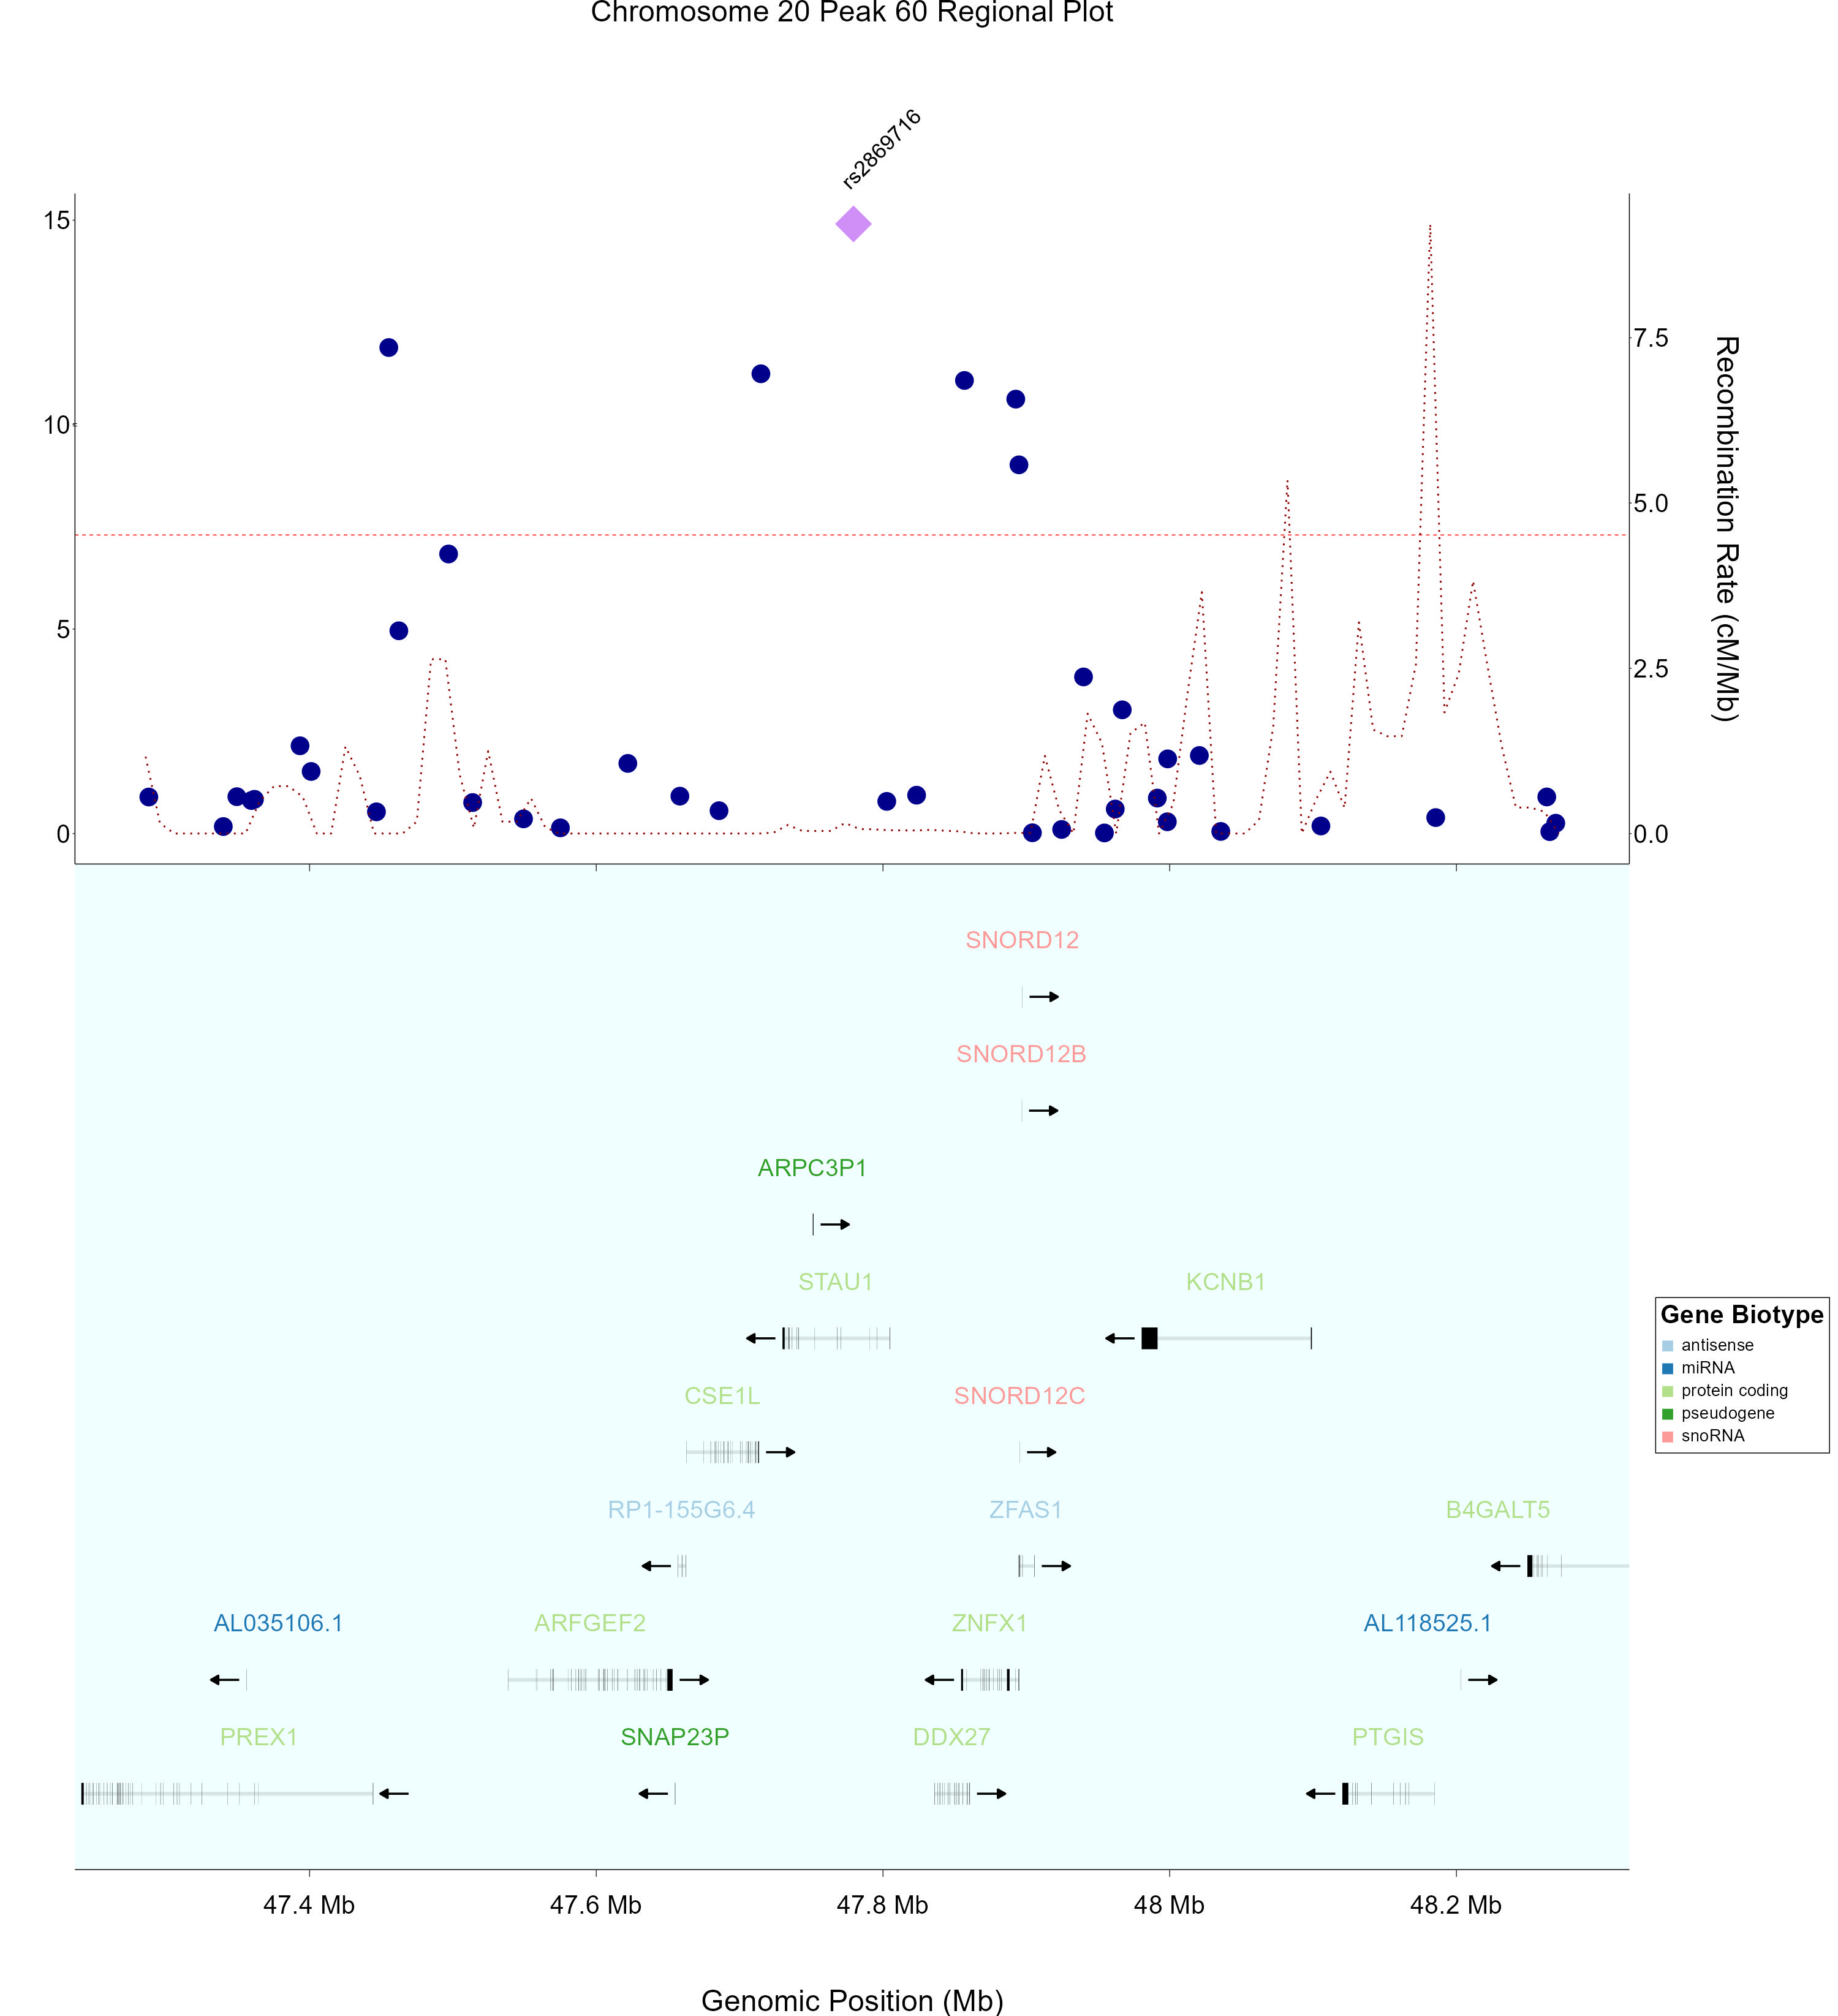 Chromosome 20 Peak 60 Regional Plot
rs2869716
15
10
5
0
7.5
5.0
2.5
0.0
Recombination Rate (cM/Mb)
SNORD12
SNORD12B
ARPC3P1
STAU1
KCNB1
CSE1L
SNORD12C
RP1-155G6.4
ZFAS1
B4GALT5
AL035106.1
ARFGEF2
ZNFX1
AL118525.1
PREX1
SNAP23P
DDX27
PTGIS
Gene Biotype
antisense
miRNA
protein coding
pseudogene
snoRNA
47.4 Mb
47.6 Mb
47.8 Mb
48 Mb
48.2 Mb
Genomic Position (Mb)